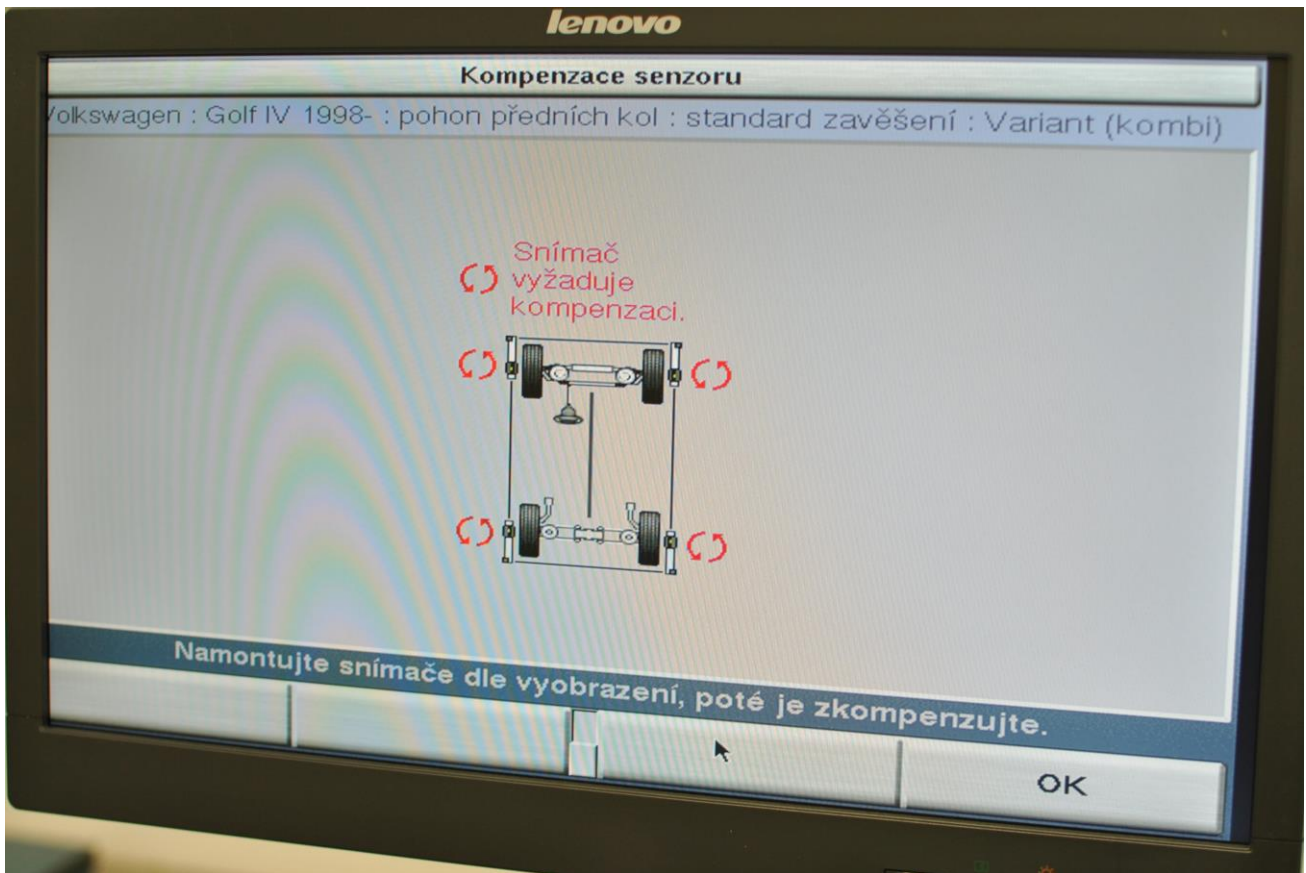 lenovo
Kompenzace senzoru
Volkswagen : Golf IV 1998- : pohon předních kol : standard zavěšení : Variant (kombi)
Snímač
vyžaduje
kompenzaci.
Namontujte snímače dle vyobrazení, poté je zkompenzujte.
OK